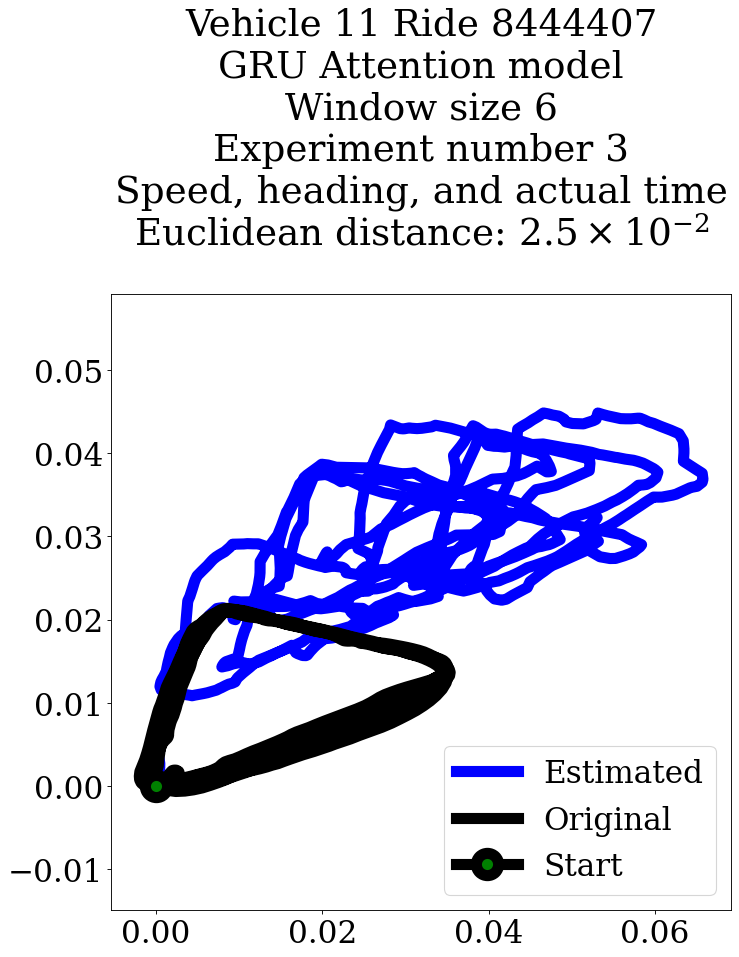 Vehicle 11 Ride 8444407
GRU Attention model
Window size 6
Experiment number 3
Speed, heading, and actual time
Euclidean distance: 2.5 × 10⁻²
0.05
0.04
0.03
0.02
0.01
0.00
−0.01
Estimated
Original
Start
0.00 0.02 0.04 0.06